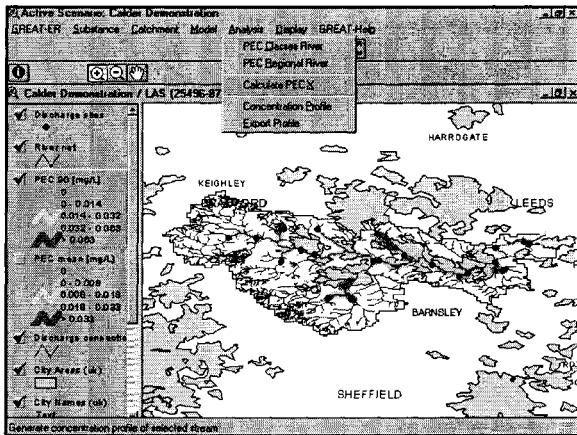 Active Scenario: Calder Demonstration
GREAT-ER Substance Catchment Model Analysis Display GREAT-Help
PEC Classes River
PEC Regional River
Calculate PEC X
Concentration Profile
Export Profile
Calder Demonstration / LAS (25496-87
Discharge sites
River net
PEC 90 [mg/L]
0
0 - 0.014
0.014 - 0.032
0.032 - 0.063
0.063
PEC mean [mg/L]
0
0 - 0.008
0.008 - 0.018
0.018 - 0.033
0.033
Discharge
City Areas (uk)
City Names (uk)
Text
HARROGATE
KEIGHLEY
BRADFORD
LEEDS
BARNSLEY
SHEFFIELD
Generate concentration profile of selected stream